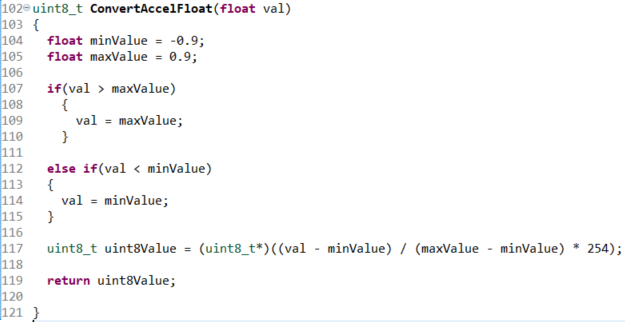 102 uint8_t ConvertAccelFloat(float val)
103 {
104   float minValue = -0.9;
105   float maxValue = 0.9;
106
107   if(val > maxValue)
108     {
109       val = maxValue;
110     }
111
112   else if(val < minValue)
113   {
114     val = minValue;
115   }
116
117   uint8_t uint8Value = (uint8_t*)((val - minValue) / (maxValue - minValue) * 254);
118
119   return uint8Value;
120
121 }